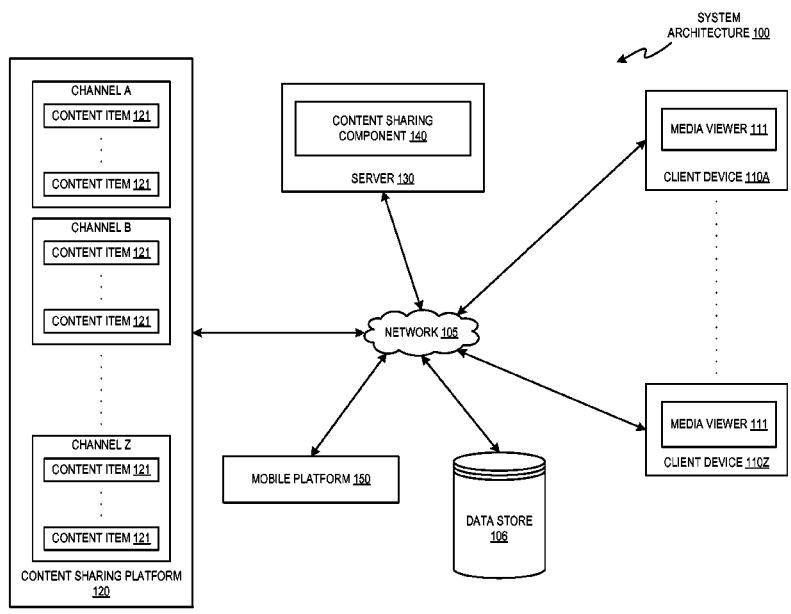 SYSTEM
ARCHITECTURE 100
CHANNEL A
CONTENT ITEM 121
CONTENT ITEM 121
CHANNEL B
CONTENT ITEM 121
CONTENT ITEM 121
CHANNEL Z
CONTENT ITEM 121
CONTENT ITEM 121
CONTENT SHARING PLATFORM
120
CONTENT SHARING
COMPONENT 140
SERVER 130
NETWORK 105
MOBILE PLATFORM 150
DATA STORE
106
MEDIA VIEWER 111
CLIENT DEVICE 110A
MEDIA VIEWER 111
CLIENT DEVICE 110Z